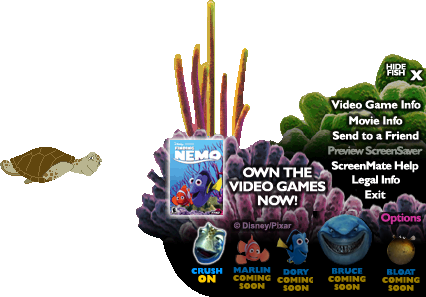 HIDE
FISH X
Video Game Info
Movie Info
Send to a Friend
Preview ScreenSaver
ScreenMate Help
Legal Info
Exit
Options
FINDING
NEMO
OWN THE
VIDEO GAMES
NOW!
© Disney/Pixar
CRUSH
ON
MARLIN
COMING
SOON
DORY
COMING
SOON
BRUCE
COMING
SOON
BLOAT
COMING
SOON